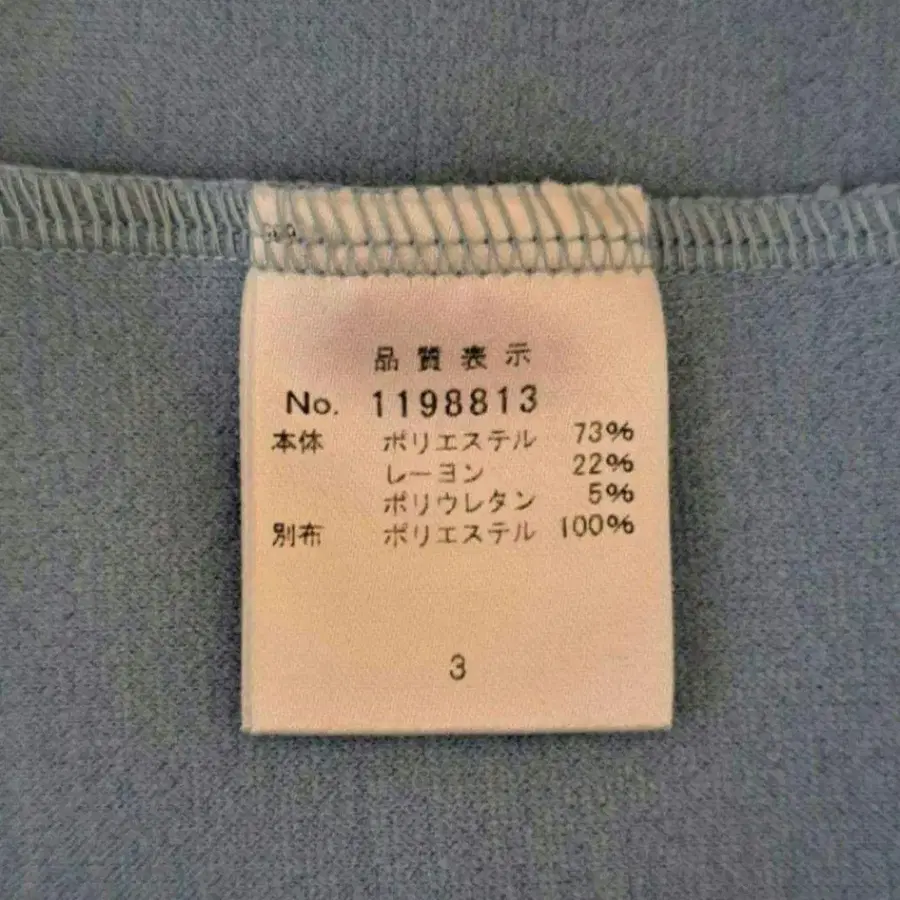 品質表示
No. 1198813
本体 ポリエステル 73%
レーヨン 22%
ポリウレタン 5%
別布 ポリエステル 100%
3